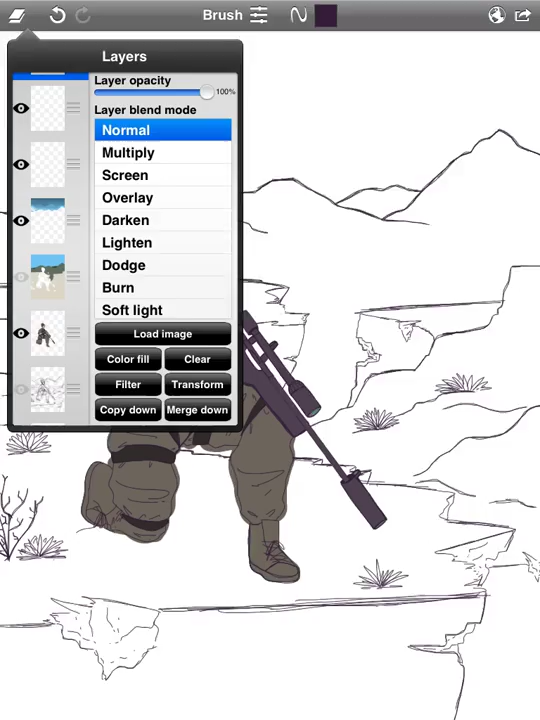 Brush
Layers
Layer opacity
100%
Layer blend mode
Normal
Multiply
Screen
Overlay
Darken
Lighten
Dodge
Burn
Soft light
Load image
Color fill Clear
Filter Transform
Copy down Merge down